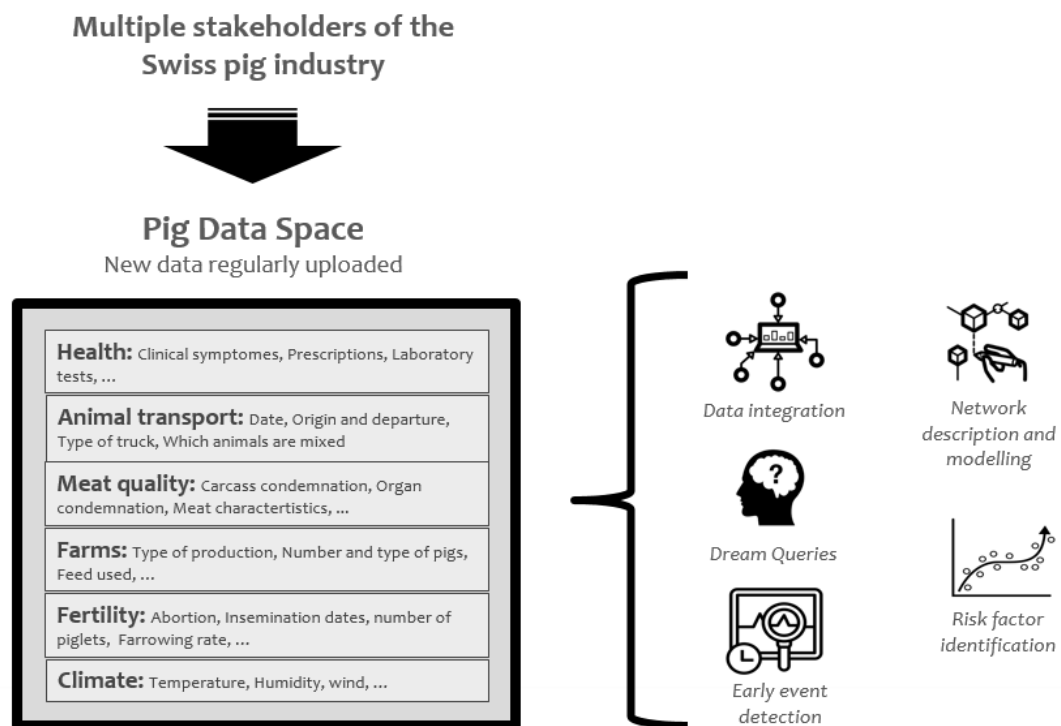 Multiple stakeholders of the
Swiss pig industry
Pig Data Space
New data regularly uploaded
Health: Clinical symptomes, Prescriptions, Laboratory
tests, ...
Animal transport: Date, Origin and departure,
Type of truck, Which animals are mixed
Meat quality: Carcass condemnation, Organ
condemnation, Meat charactertistics, ...
Farms: Type of production, Number and type of pigs,
Feed used, ...
Fertility: Abortion, Insemination dates, number of
piglets, Farrowing rate, ...
Climate: Temperature, Humidity, wind, ...
Data integration
Network
description and
modelling
?
Dream Queries
Risk factor
identification
Early event
detection